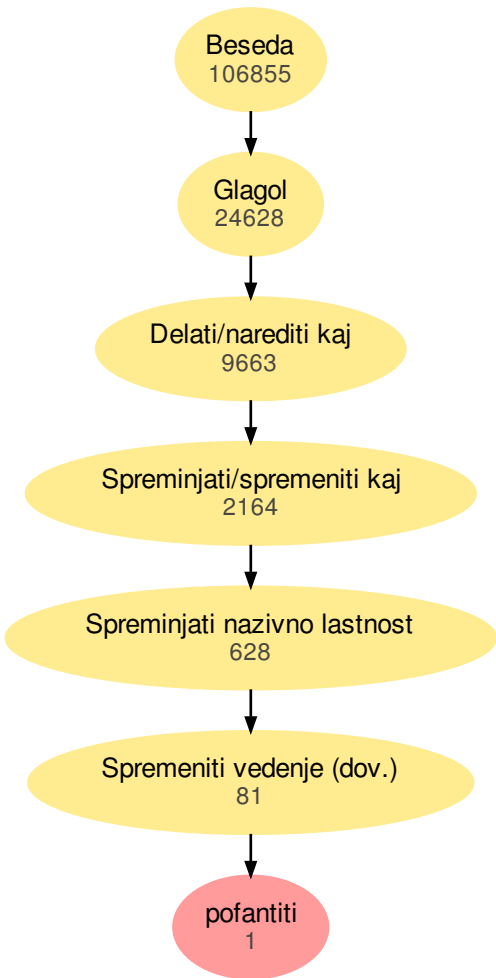 Beseda
106855
Glagol
24628
Delati/narediti kaj
9663
Spreminjati/spremeniti kaj
2164
Spreminjati nazivno lastnost
628
Spremeniti vedenje (dov.)
81
pofantiti
1